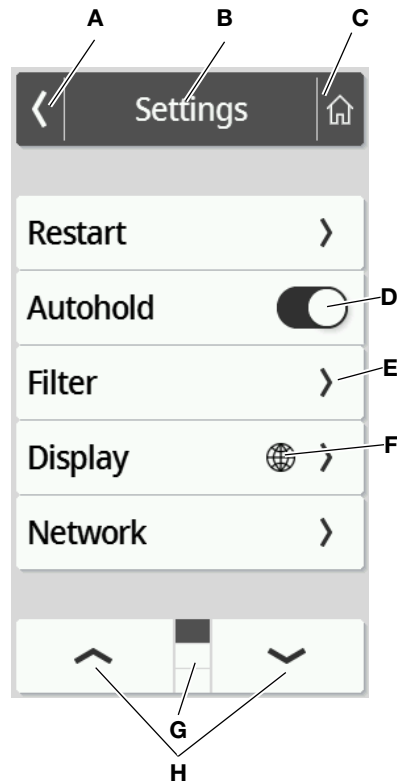 A B C
Settings
Restart
Autohold
D
Filter
E
Display
F
Network
G
H